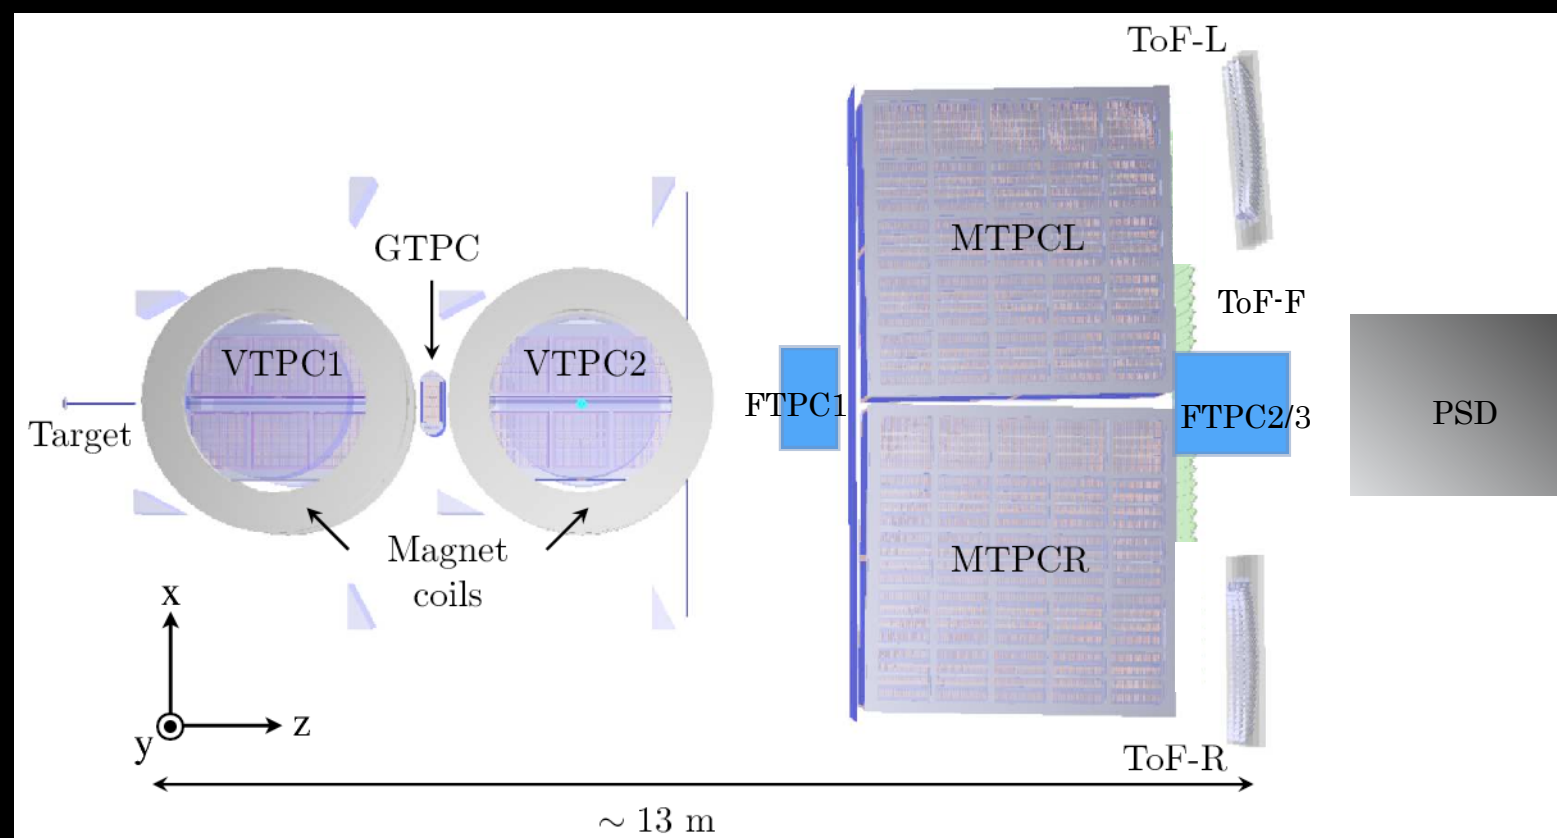 ToF-L
GTPC
MTPCL
ToF-F
VTPC1
VTPC2
FTPC1
FTPC2/3
PSD
Target
Magnet
coils
MTPCR
x
y
z
ToF-R
∼ 13 m